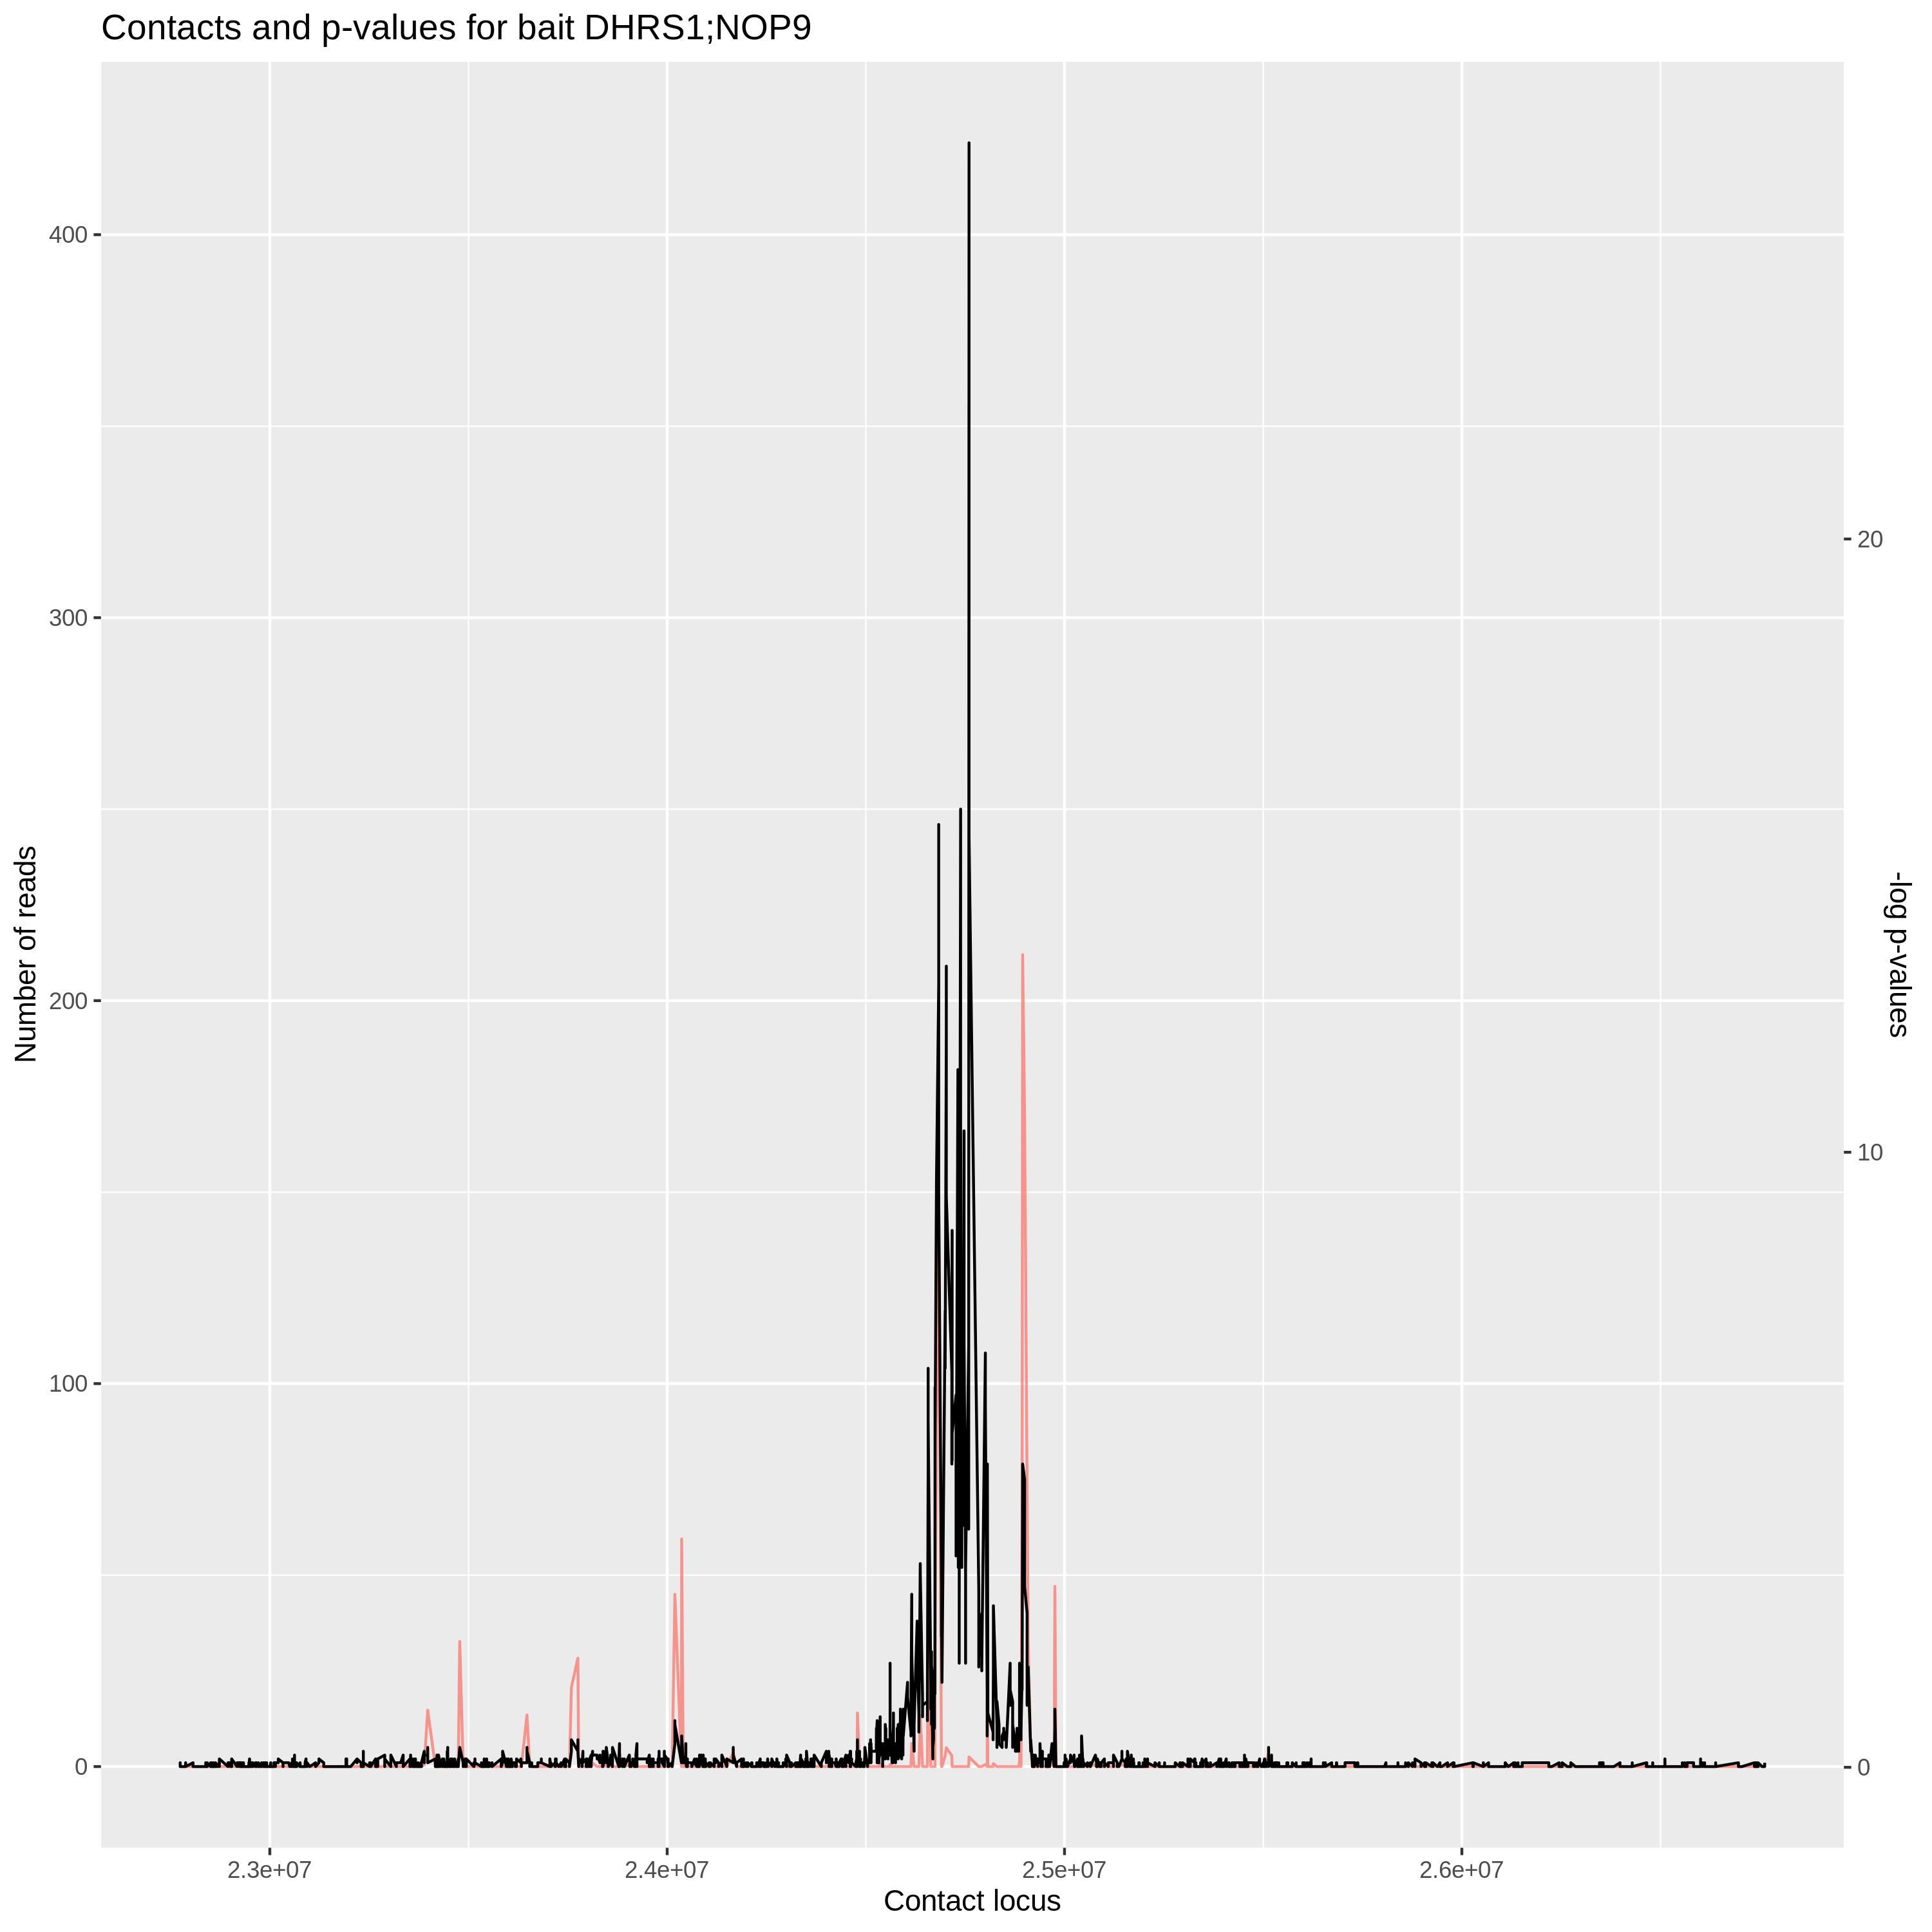 Contacts and p-values for bait DHRS1;NOP9
400
300
200
100
0
Number of reads
20
10
0
-log p-values
2.3e+07
2.4e+07
2.5e+07
2.6e+07
Contact locus